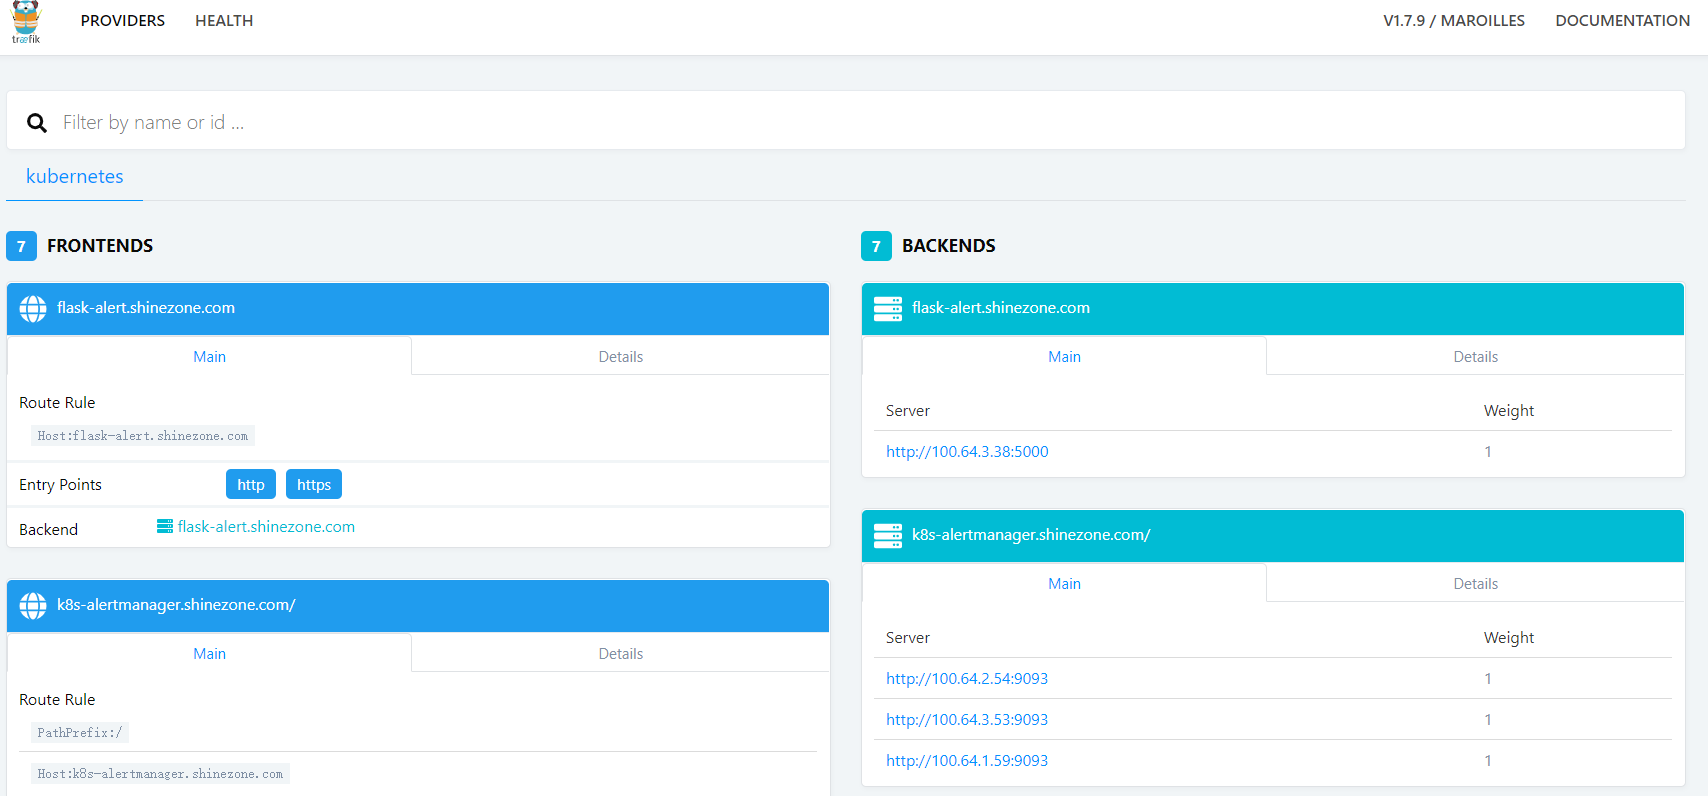 træfik
PROVIDERS HEALTH V1.7.9 / MAROILLES DOCUMENTATION
Filter by name or id ...
kubernetes
7 FRONTENDS
flask-alert.shinezone.com
Main Details
Route Rule
Host:flask-alert.shinezone.com
Entry Points http https
Backend flask-alert.shinezone.com
k8s-alertmanager.shinezone.com/
Main Details
Route Rule
PathPrefix:/
Host:k8s-alertmanager.shinezone.com
7 BACKENDS
flask-alert.shinezone.com
Main Details
Server Weight
http://100.64.3.38:5000 1
k8s-alertmanager.shinezone.com/
Main Details
Server Weight
http://100.64.2.54:9093 1
http://100.64.3.53:9093 1
http://100.64.1.59:9093 1